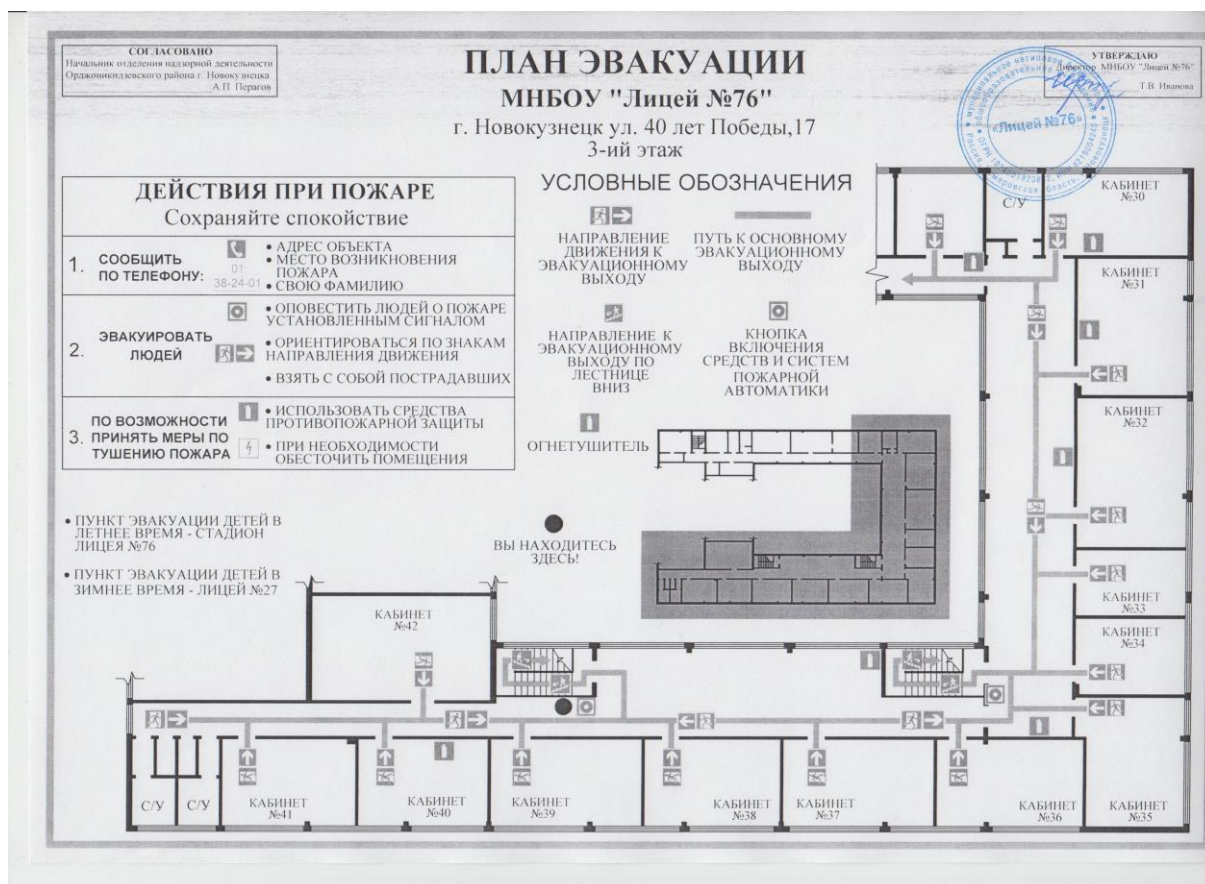 СОГЛАСОВАНО
Начальник отделения надзорной деятельности
Орджоникидзевского района г. Новокузнецка
А.П. Перагов
ПЛАН ЭВАКУАЦИИ
МНБОУ "Лицей №76"
г. Новокузнецк ул. 40 лет Победы,17
3-ий этаж
УТВЕРЖДАЮ
Директор МНБОУ "Лицей №76"
Т.В. Иванова
«Лицей №76»
ДЕЙСТВИЯ ПРИ ПОЖАРЕ
Сохраняйте спокойствие
1. СООБЩИТЬ
ПО ТЕЛЕФОНУ:
01
38-24-01
• АДРЕС ОБЪЕКТА
• МЕСТО ВОЗНИКНОВЕНИЯ
ПОЖАРА
• СВОЮ ФАМИЛИЮ
2. ЭВАКУИРОВАТЬ
ЛЮДЕЙ
• ОПОВЕСТИТЬ ЛЮДЕЙ О ПОЖАРЕ
УСТАНОВЛЕННЫМ СИГНАЛОМ
• ОРИЕНТИРОВАТЬСЯ ПО ЗНАКАМ
НАПРАВЛЕНИЯ ДВИЖЕНИЯ
• ВЗЯТЬ С СОБОЙ ПОСТРАДАВШИХ
3. ПО ВОЗМОЖНОСТИ
ПРИНЯТЬ МЕРЫ ПО
ТУШЕНИЮ ПОЖАРА
• ИСПОЛЬЗОВАТЬ СРЕДСТВА
ПРОТИВОПОЖАРНОЙ ЗАЩИТЫ
• ПРИ НЕОБХОДИМОСТИ
ОБЕСТОЧИТЬ ПОМЕЩЕНИЯ
УСЛОВНЫЕ ОБОЗНАЧЕНИЯ
НАПРАВЛЕНИЕ
ДВИЖЕНИЯ К
ЭВАКУАЦИОННОМУ
ВЫХОДУ
ПУТЬ К ОСНОВНОМУ
ЭВАКУАЦИОННОМУ
ВЫХОДУ
НАПРАВЛЕНИЕ К
ЭВАКУАЦИОННОМУ
ВЫХОДУ ПО
ЛЕСТНИЦЕ
ВНИЗ
КНОПКА
ВКЛЮЧЕНИЯ
СРЕДСТВ И СИСТЕМ
ПОЖАРНОЙ
АВТОМАТИКИ
ОГНЕТУШИТЕЛЬ
ВЫ НАХОДИТЕСЬ
ЗДЕСЬ!
• ПУНКТ ЭВАКУАЦИИ ДЕТЕЙ В
ЛЕТНЕЕ ВРЕМЯ - СТАДИОН
ЛИЦЕЯ №76
• ПУНКТ ЭВАКУАЦИИ ДЕТЕЙ В
ЗИМНЕЕ ВРЕМЯ - ЛИЦЕЙ №27
С/У
КАБИНЕТ
№30
КАБИНЕТ
№31
КАБИНЕТ
№32
КАБИНЕТ
№33
КАБИНЕТ
№34
КАБИНЕТ
№42
С/У
С/У
КАБИНЕТ
№41
КАБИНЕТ
№40
КАБИНЕТ
№39
КАБИНЕТ
№38
КАБИНЕТ
№37
КАБИНЕТ
№36
КАБИНЕТ
№35